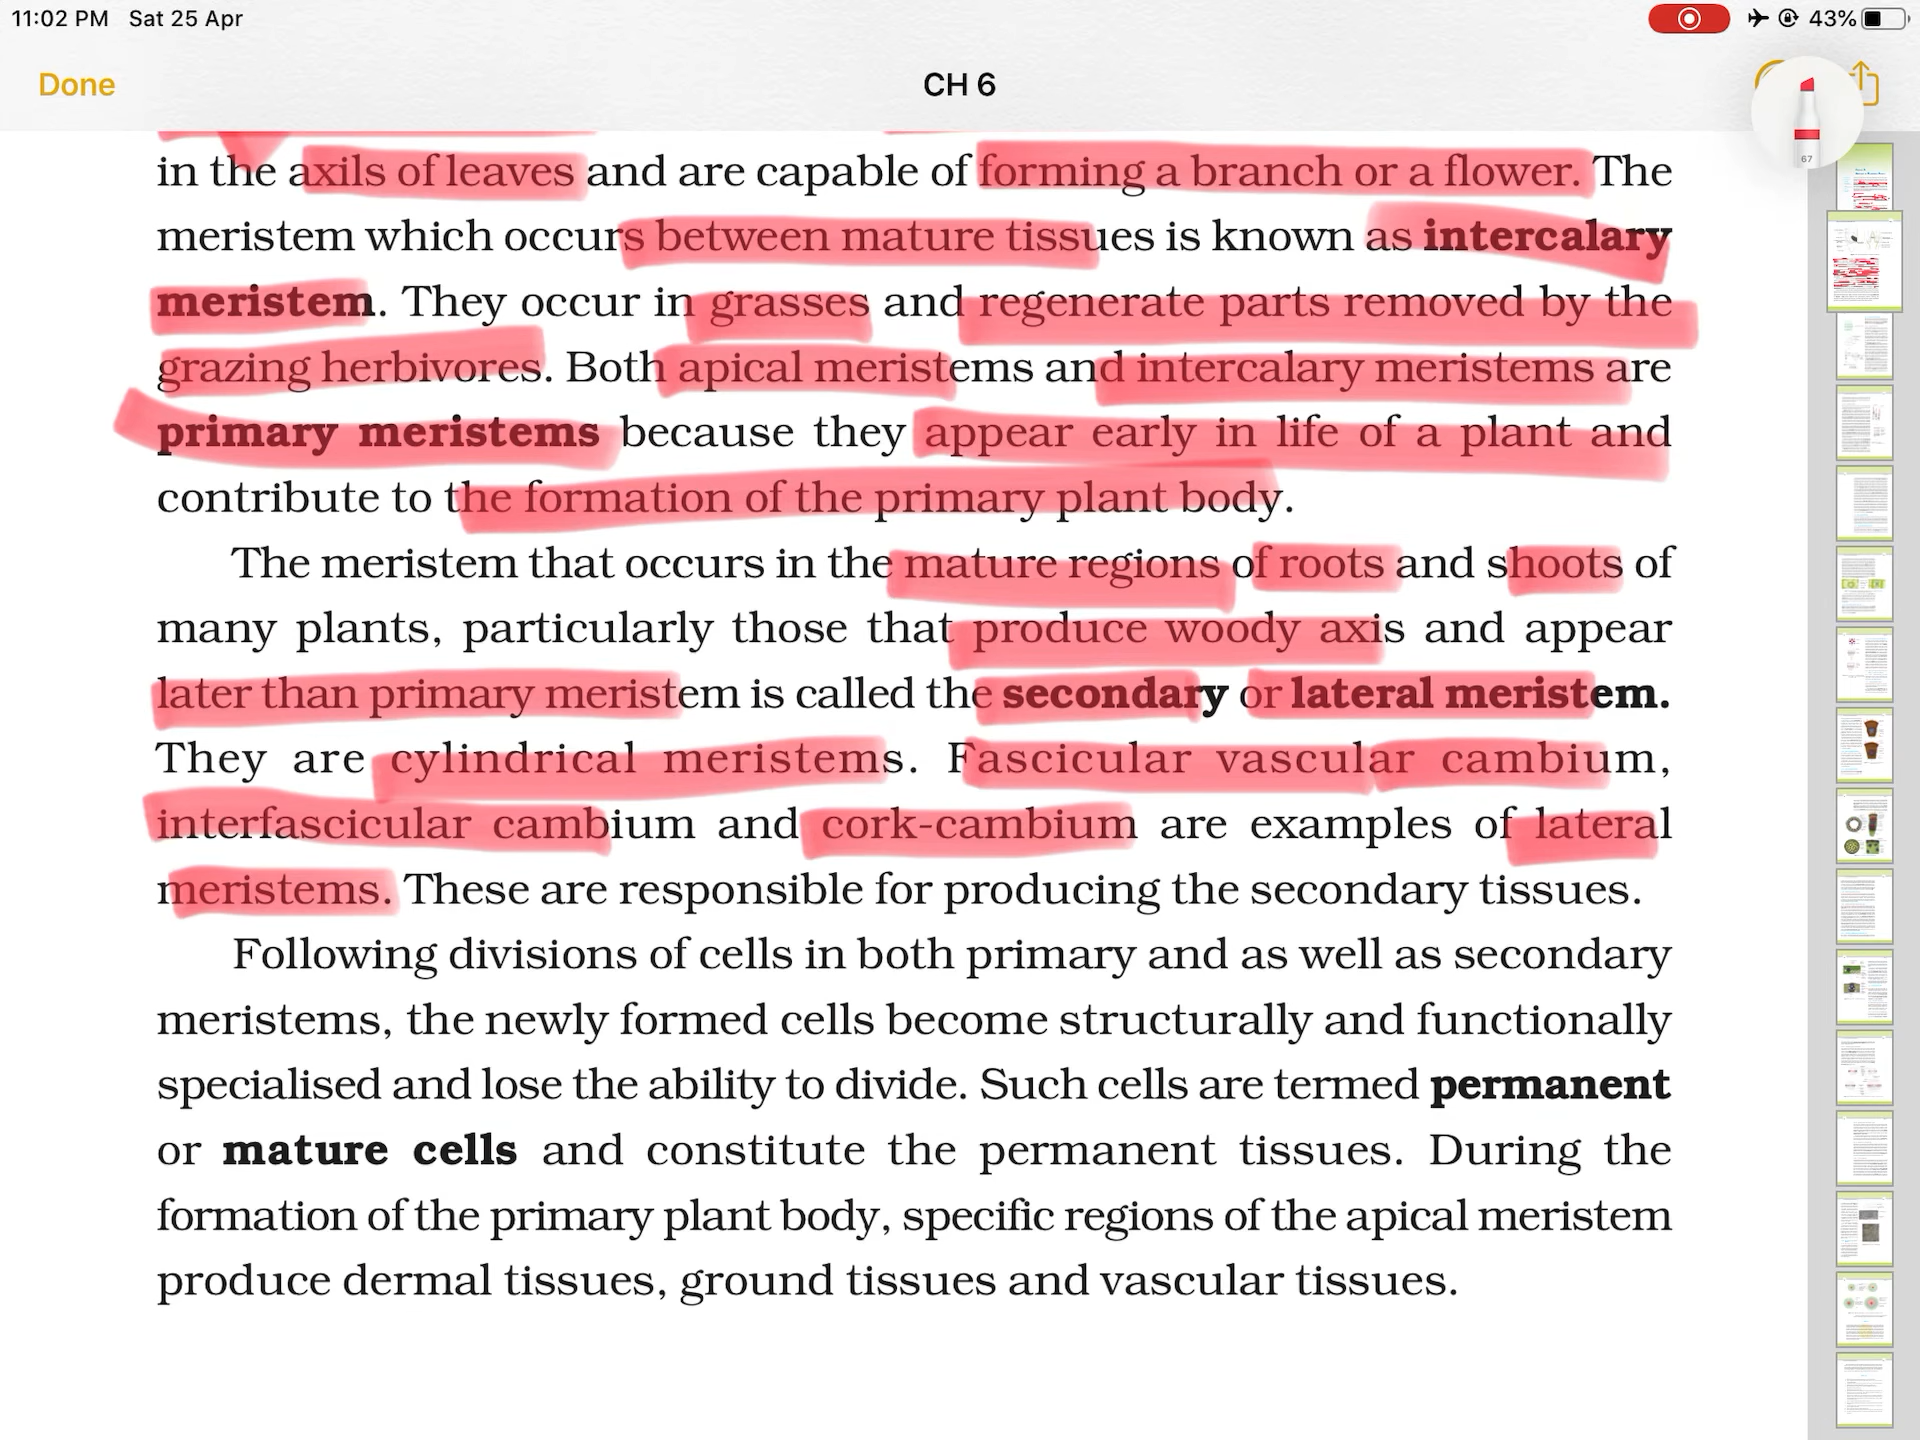 11:02 PM Sat 25 Apr
43%
Done
CH 6
67
in the axils of leaves and are capable of forming a branch or a flower. The
meristem which occurs between mature tissues is known as intercalary
meristem. They occur in grasses and regenerate parts removed by the
grazing herbivores. Both apical meristems and intercalary meristems are
primary meristems because they appear early in life of a plant and
contribute to the formation of the primary plant body.
The meristem that occurs in the mature regions of roots and shoots of
many plants, particularly those that produce woody axis and appear
later than primary meristem is called the secondary or lateral meristem.
They are cylindrical meristems. Fascicular vascular cambium,
interfascicular cambium and cork-cambium are examples of lateral
meristems. These are responsible for producing the secondary tissues.
Following divisions of cells in both primary and as well as secondary
meristems, the newly formed cells become structurally and functionally
specialised and lose the ability to divide. Such cells are termed permanent
or mature cells and constitute the permanent tissues. During the
formation of the primary plant body, specific regions of the apical meristem
produce dermal tissues, ground tissues and vascular tissues.